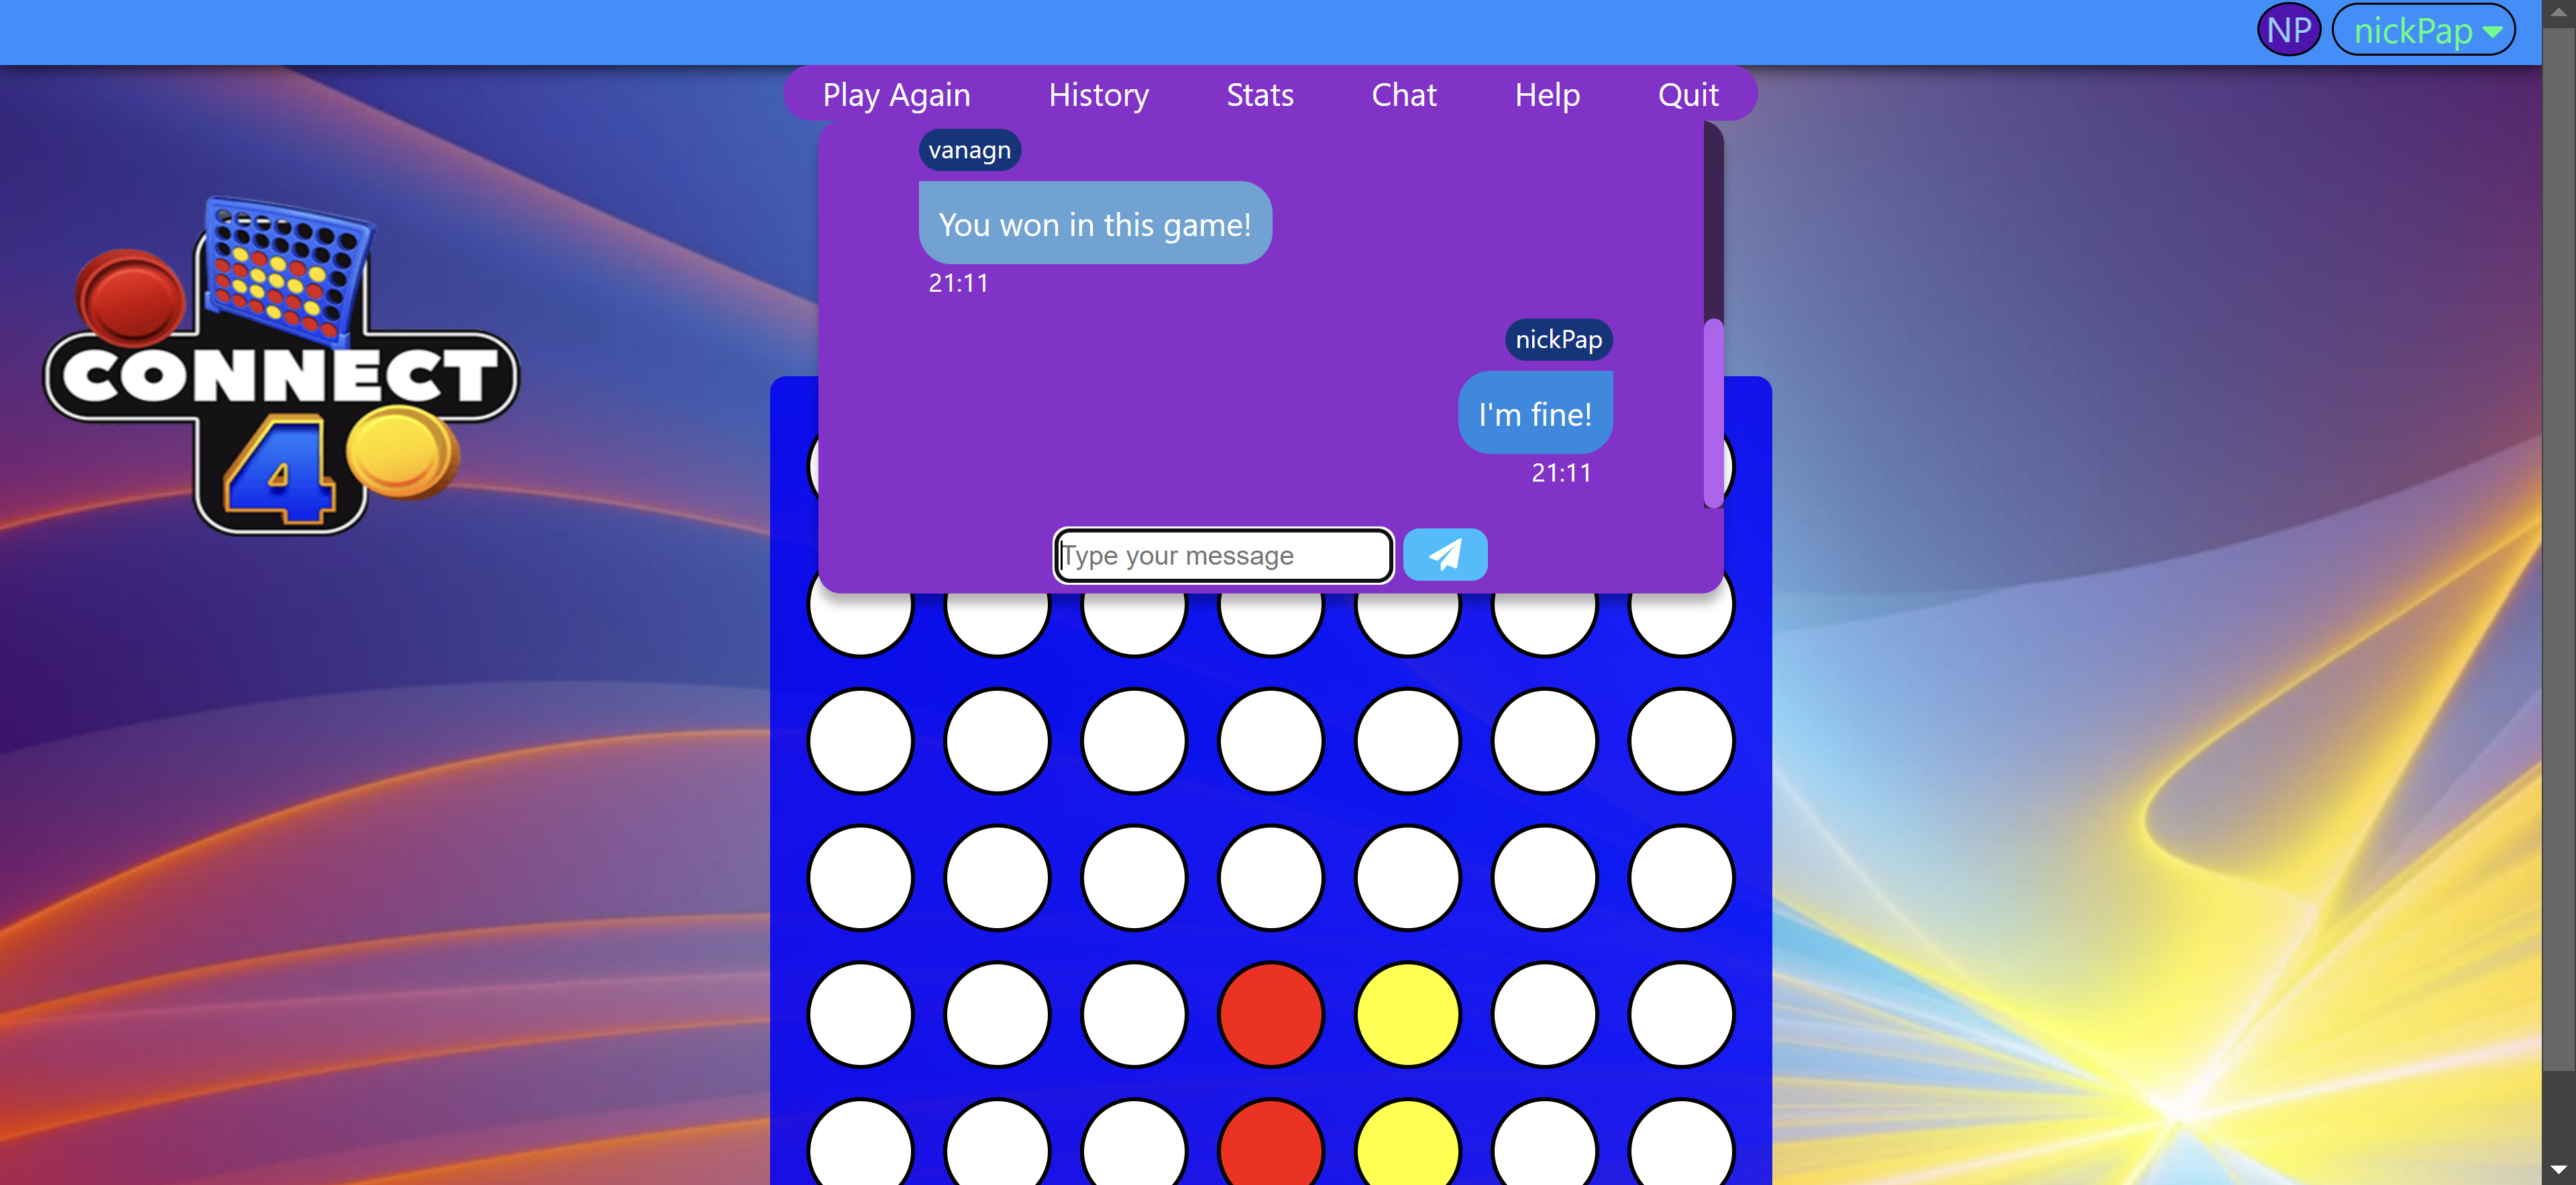 NP nickPap
Play Again History Stats Chat Help Quit
CONNECT
4
vanagn
You won in this game!
21:11
nickPap
I'm fine!
21:11
Type your message